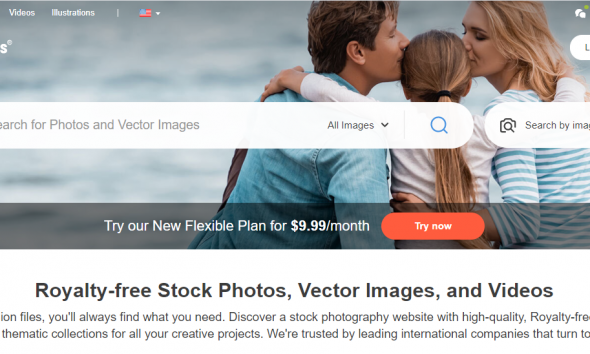 Videos Illustrations |
s®
L
earch for Photos and Vector Images All Images Search by imag
Try our New Flexible Plan for $9.99/month Try now
Royalty-free Stock Photos, Vector Images, and Videos
ion files, you'll always find what you need. Discover a stock photography website with high-quality, Royalty-free
thematic collections for all your creative projects. We're trusted by leading international companies that turn to